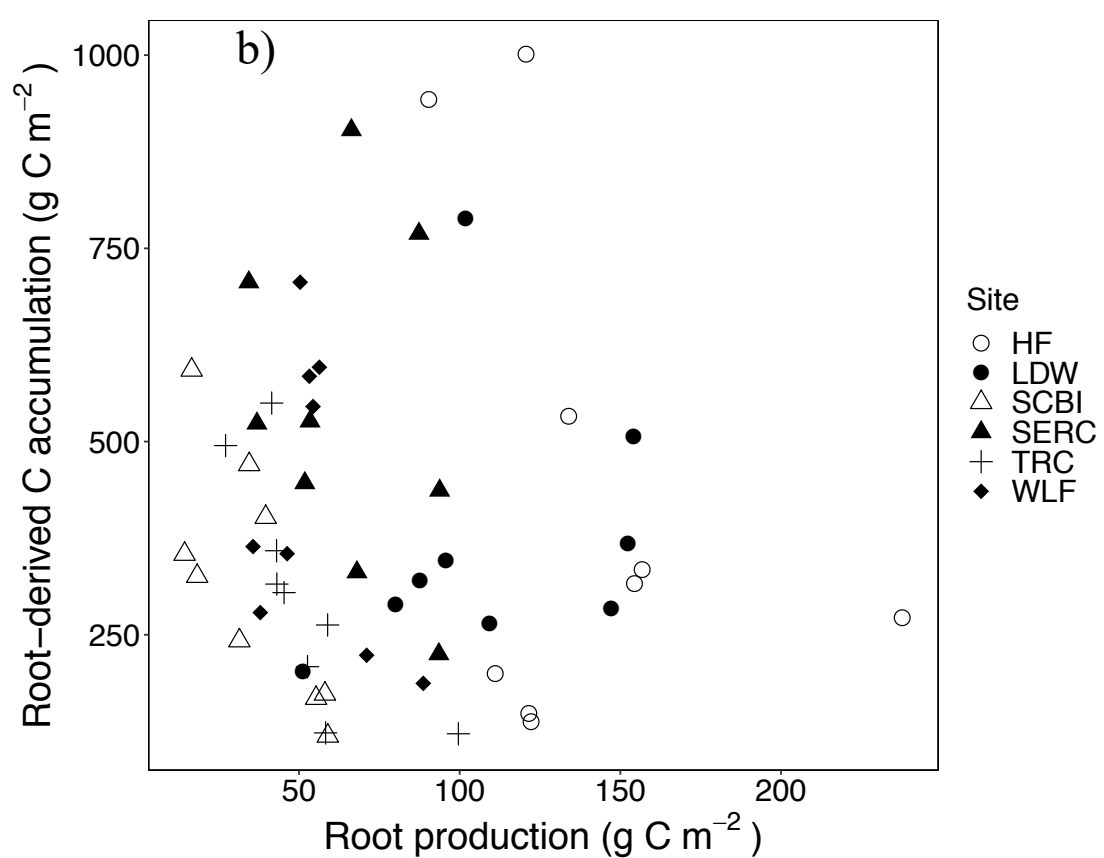 b)
1000
750
500
250
Root−derived C accumulation (g C m−2 )
50 100 150 200
Root production (g C m−2 )
Site
HF
LDW
SCBI
SERC
TRC
WLF